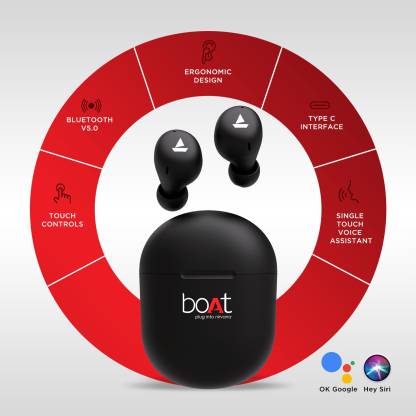 ERGONOMIC
DESIGN
BLUETOOTH
V5.0
TYPE C
INTERFACE
TOUCH
CONTROLS
SINGLE
TOUCH
VOICE
ASSISTANT
boAt
plug into nirvana
OK Google
Hey Siri